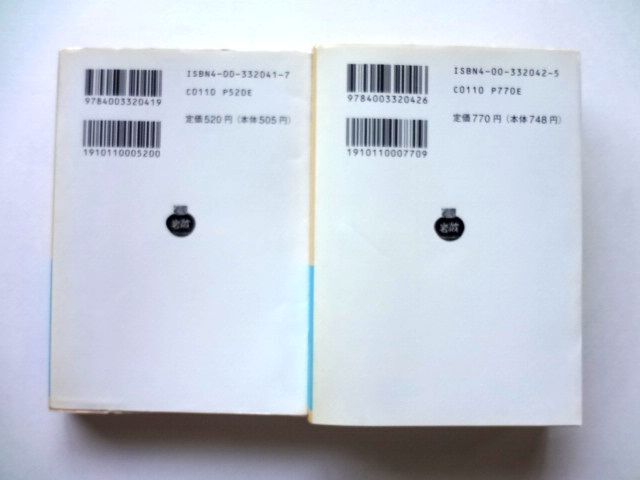 ISBN4-00-332041-7
C0110 P520E
9784003320419
定価520円（本体505円）
1910110005200
岩波
ISBN4-00-332042-5
C0110 P770E
9784003320426
定価770円（本体748円）
1910110007709
岩波